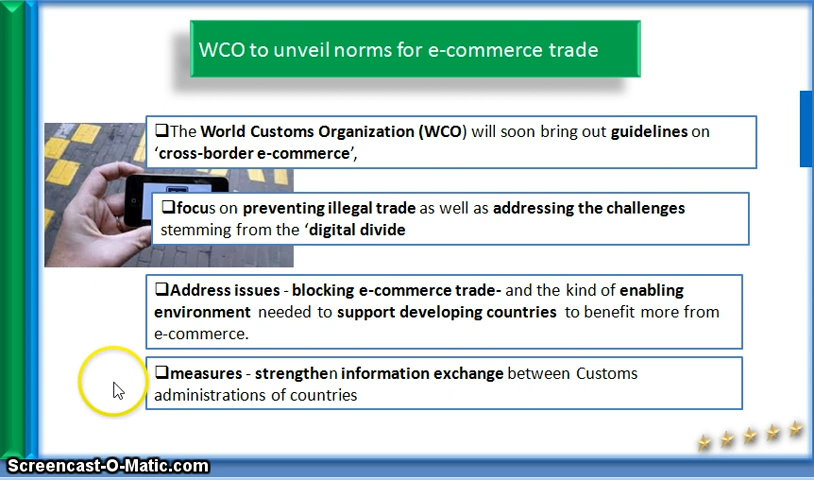 WCO to unveil norms for e-commerce trade
❑The World Customs Organization (WCO) will soon bring out guidelines on
‘cross-border e-commerce’,
❑focus on preventing illegal trade as well as addressing the challenges
stemming from the ‘digital divide
❑Address issues - blocking e-commerce trade- and the kind of enabling
environment needed to support developing countries to benefit more from
e-commerce.
❑measures - strengthen information exchange between Customs
administrations of countries
Screencast-O-Matic.com